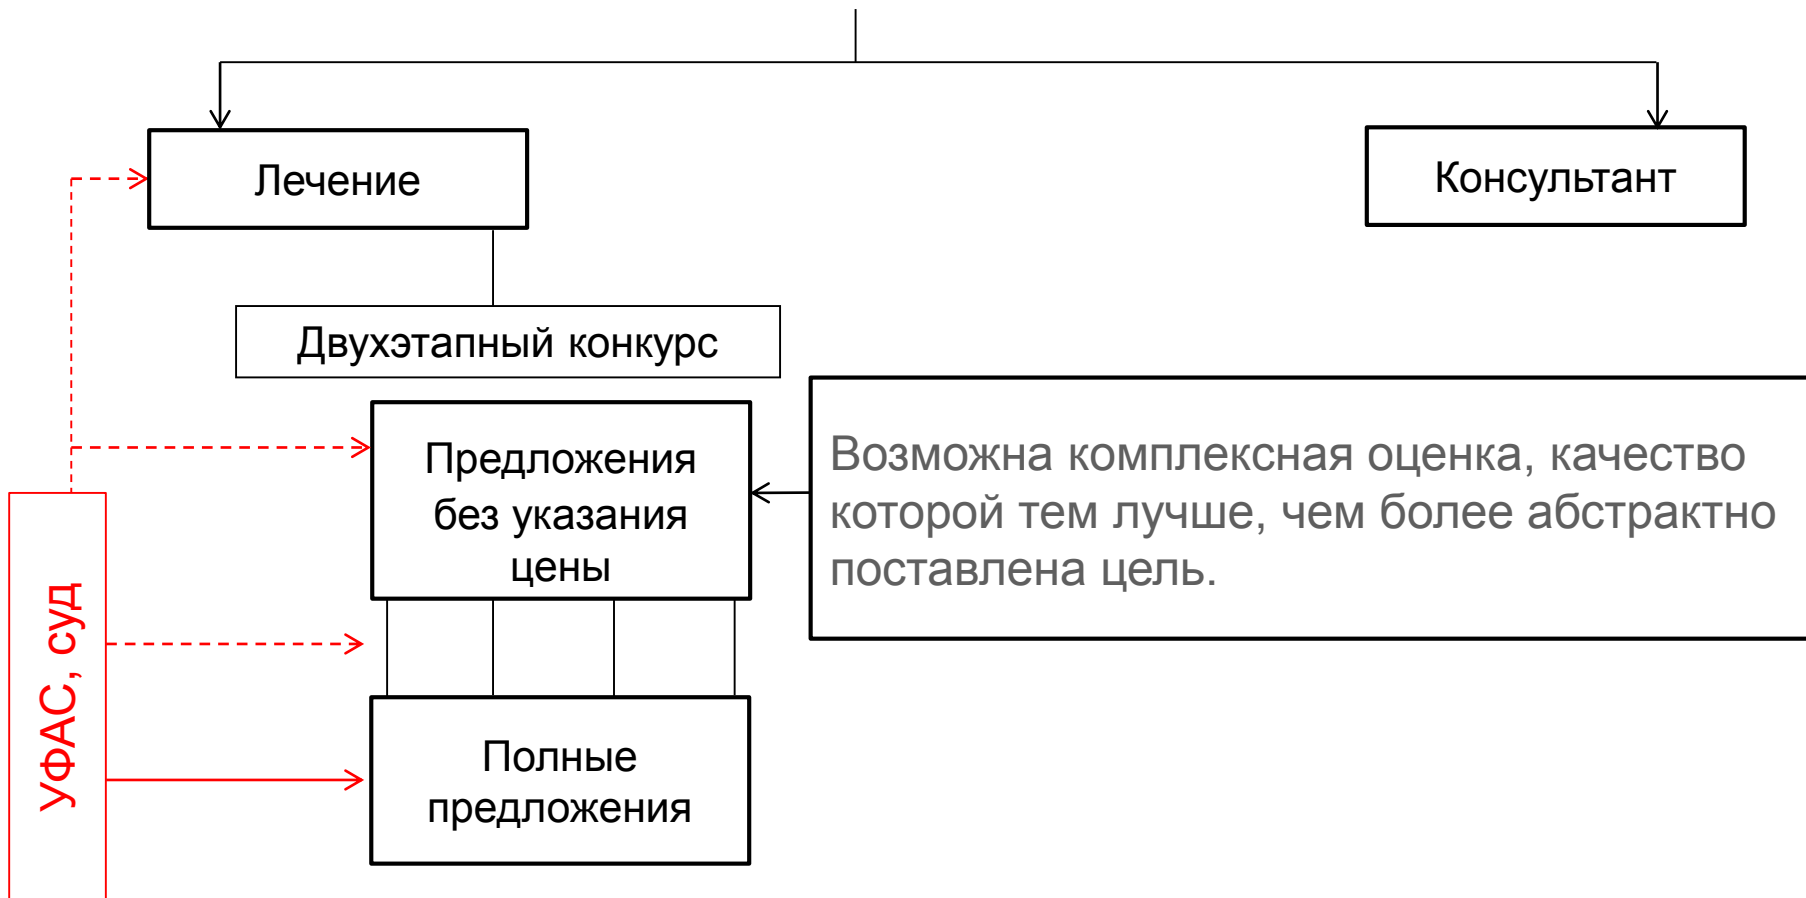 Лечение
Консультант
Двухэтапный конкурс
Предложения
без указания
цены
Возможна комплексная оценка, качество
которой тем лучше, чем более абстрактно
поставлена цель.
УФАС, суд
Полные
предложения